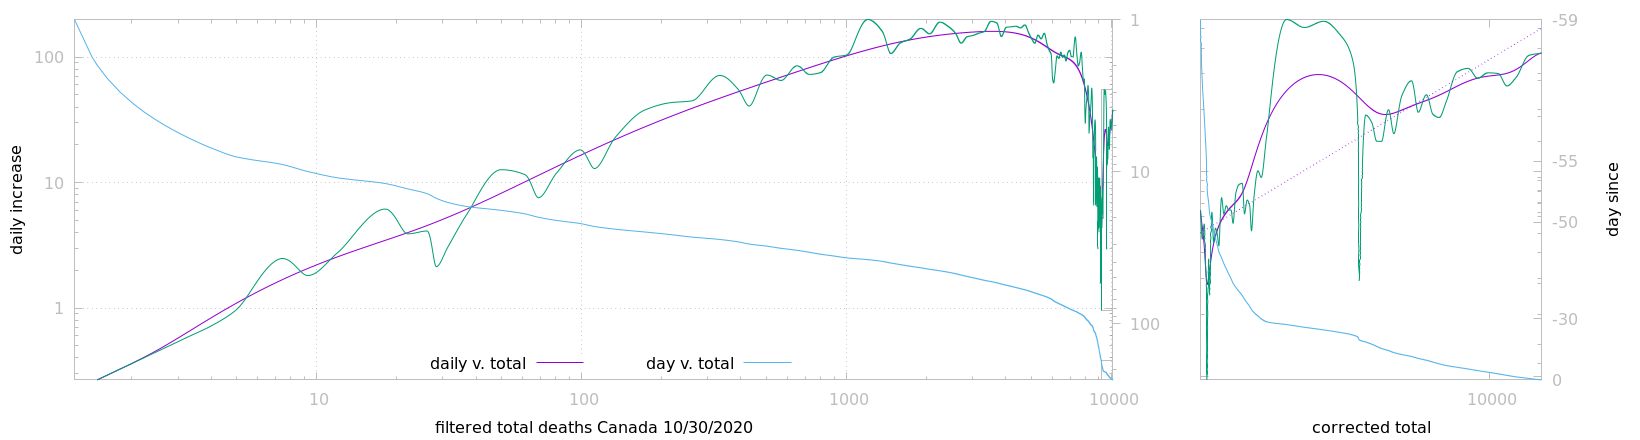 daily increase
100
10
1
10
100
1000
10000
1
10
100
daily v. total
day v. total
filtered total deaths Canada 10/30/2020
-59
-55
-50
-30
0
day since
10000
corrected total